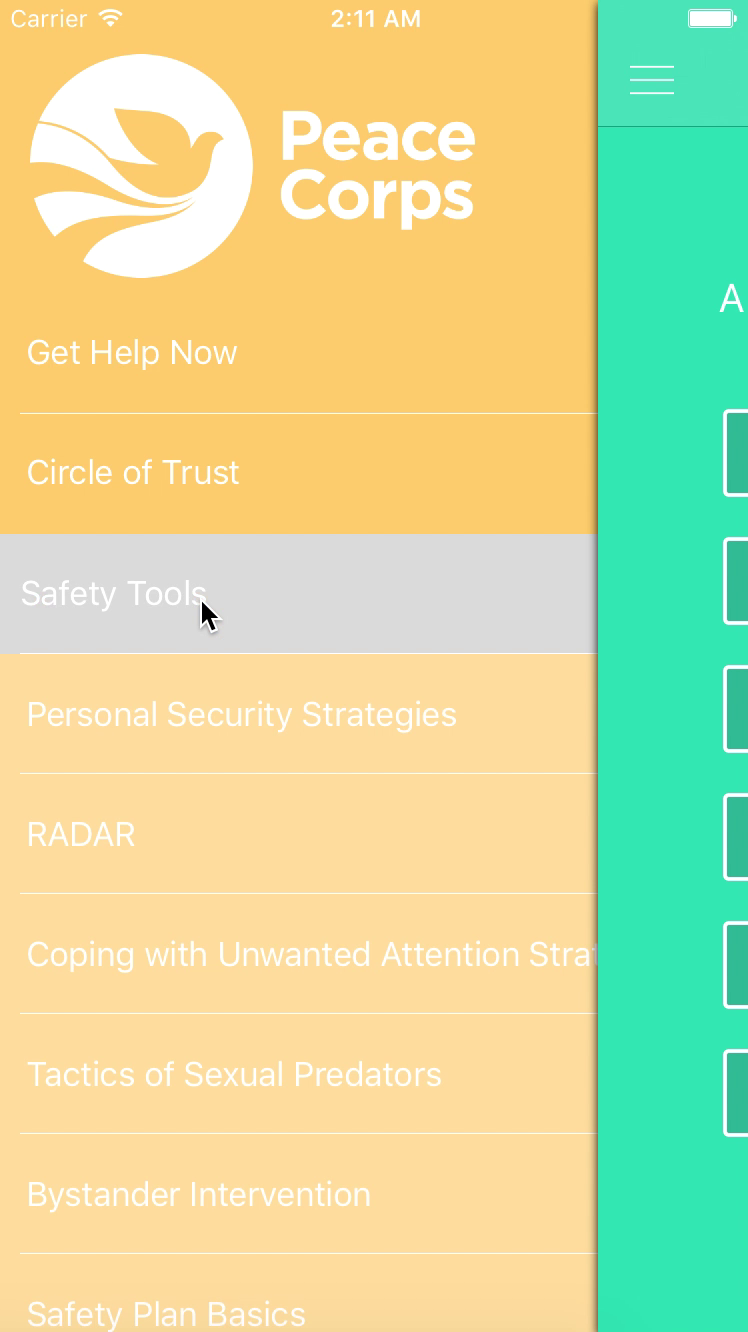 Carrier 2:11 AM
Peace
Corps
A
Get Help Now
Circle of Trust
Safety Tools
Personal Security Strategies
RADAR
Coping with Unwanted Attention Strat
Tactics of Sexual Predators
Bystander Intervention
Safety Plan Basics